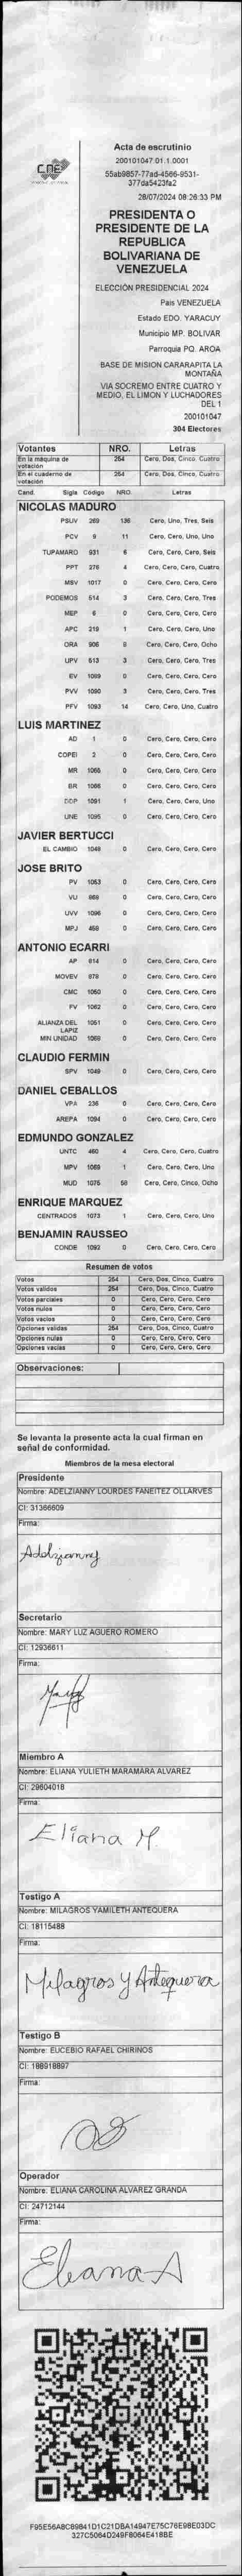 CNE
Acta de escrutinio
200101047.01.1.0001
55ab9857-77ad-4566-9531-
377da5423fa2
28/07/2024 08:26:33 PM
PRESIDENTA O
PRESIDENTE DE LA
REPUBLICA
BOLIVARIANA DE
VENEZUELA
ELECCIÓN PRESIDENCIAL 2024
Pais VENEZUELA
Estado EDO. YARACUY
Municipio MP. BOLIVAR
Parroquia PQ. AROA
BASE DE MISION CARARAPITA LA
MONTAÑA
VIA SOCREMO ENTRE CUATRO Y
MEDIO, EL LIMON Y LUCHADORES
DEL 1
200101047
304 Electores
Votantes NRO. Letras
En la máquina de votación 254 Cero, Dos, Cinco, Cuatro
En el cuaderno de votación 254 Cero, Dos, Cinco, Cuatro
Cand. Sigla Código NRO. Letras
NICOLAS MADURO
PSUV 269 136 Cero, Uno, Tres, Seis
PCV 9 11 Cero, Cero, Uno, Uno
TUPAMARO 931 6 Cero, Cero, Cero, Seis
PPT 276 4 Cero, Cero, Cero, Cuatro
MSV 1017 0 Cero, Cero, Cero, Cero
PODEMOS 514 3 Cero, Cero, Cero, Tres
MEP 6 0 Cero, Cero, Cero, Cero
APC 219 1 Cero, Cero, Cero, Uno
ORA 906 8 Cero, Cero, Cero, Ocho
UPV 513 3 Cero, Cero, Cero, Tres
EV 1089 0 Cero, Cero, Cero, Cero
PVV 1090 3 Cero, Cero, Cero, Tres
PFV 1093 14 Cero, Cero, Uno, Cuatro
LUIS MARTINEZ
AD 1 0 Cero, Cero, Cero, Cero
COPEI 2 0 Cero, Cero, Cero, Cero
MR 1065 0 Cero, Cero, Cero, Cero
BR 1066 0 Cero, Cero, Cero, Cero
DDP 1091 1 Cero, Cero, Cero, Uno
UNE 1095 0 Cero, Cero, Cero, Cero
JAVIER BERTUCCI
EL CAMBIO 1048 0 Cero, Cero, Cero, Cero
JOSE BRITO
PV 1053 0 Cero, Cero, Cero, Cero
VU 969 0 Cero, Cero, Cero, Cero
UVV 1096 0 Cero, Cero, Cero, Cero
MPJ 459 0 Cero, Cero, Cero, Cero
ANTONIO ECARRI
AP 614 0 Cero, Cero, Cero, Cero
MOVEV 978 0 Cero, Cero, Cero, Cero
CMC 1050 0 Cero, Cero, Cero, Cero
FV 1062 0 Cero, Cero, Cero, Cero
ALIANZA DEL LAPIZ 1051 0 Cero, Cero, Cero, Cero
MIN UNIDAD 1068 0 Cero, Cero, Cero, Cero
CLAUDIO FERMIN
SPV 1049 0 Cero, Cero, Cero, Cero
DANIEL CEBALLOS
VPA 236 0 Cero, Cero, Cero, Cero
AREPA 1094 0 Cero, Cero, Cero, Cero
EDMUNDO GONZALEZ
UNTC 460 4 Cero, Cero, Cero, Cuatro
MPV 1069 1 Cero, Cero, Cero, Uno
MUD 1075 58 Cero, Cero, Cinco, Ocho
ENRIQUE MARQUEZ
CENTRADOS 1073 1 Cero, Cero, Cero, Uno
BENJAMIN RAUSSEO
CONDE 1092 0 Cero, Cero, Cero, Cero
Resumen de votos
Votos 254 Cero, Dos, Cinco, Cuatro
Votos validos 254 Cero, Dos, Cinco, Cuatro
Votos parciales 0 Cero, Cero, Cero, Cero
Votos nulos 0 Cero, Cero, Cero, Cero
Votos vacíos 0 Cero, Cero, Cero, Cero
Opciones validas 254 Cero, Dos, Cinco, Cuatro
Opciones nulas 0 Cero, Cero, Cero, Cero
Opciones vacias 0 Cero, Cero, Cero, Cero
Observaciones:
Se levanta la presente acta la cual firman en
señal de conformidad.
Miembros de la mesa electoral
Presidente
Nombre: ADELZIANNY LOURDES FANEITEZ OLLARVES
CI: 31366609
Firma:
Adelzianny
Secretario
Nombre: MARY LUZ AGUERO ROMERO
CI: 12936611
Firma:
Mary
Miembro A
Nombre: ELIANA YULIETH MARAMARA ALVAREZ
CI: 29604018
Firma:
Eliana M.
Testigo A
Nombre: MILAGROS YAMILETH ANTEQUERA
CI: 18115488
Firma:
Milagros Y Antequera
Testigo B
Nombre: EUCEBIO RAFAEL CHIRINOS
CI: 188918897
Firma:
Operador
Nombre: ELIANA CAROLINA ALVAREZ GRANDA
CI: 24712144
Firma:
Eleana A
F95E56A8C89841D1C21DBA14947E75C76E98E03DC
327C5064D249F8064E418BE